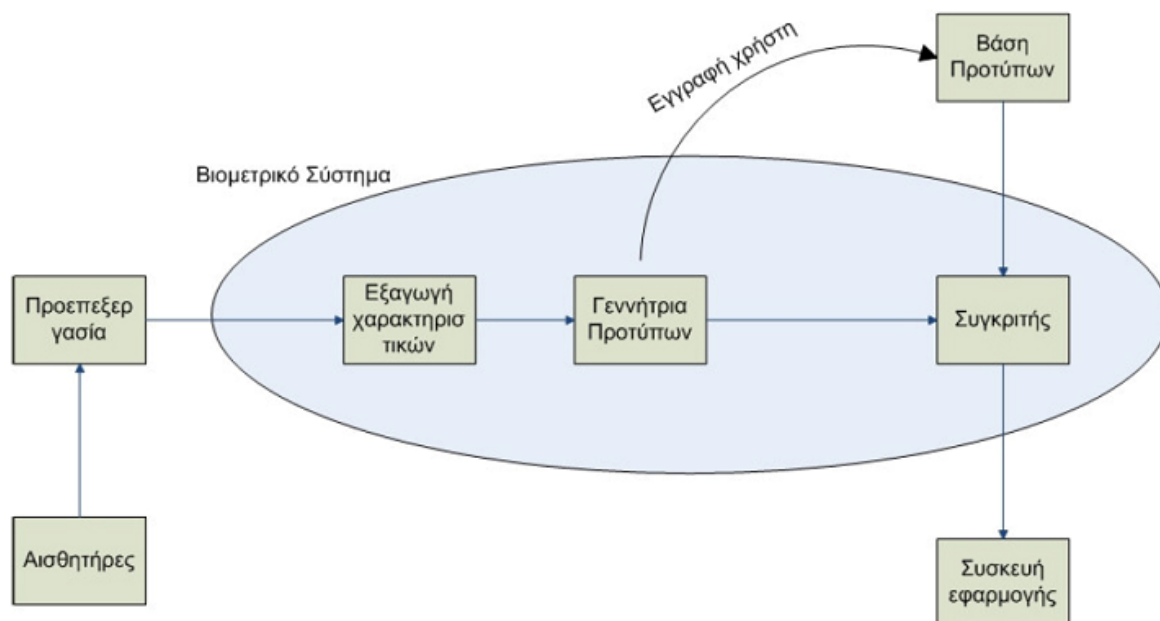 Βάση
Προτύπων
Εγγραφή χρήστη
Βιομετρικό Σύστημα
Προεπεξερ
γασία
Εξαγωγή
χαρακτηρισ
τικών
Γεννήτρια
Προτύπων
Συγκριτής
Αισθητήρες
Συσκευή
εφαρμογής